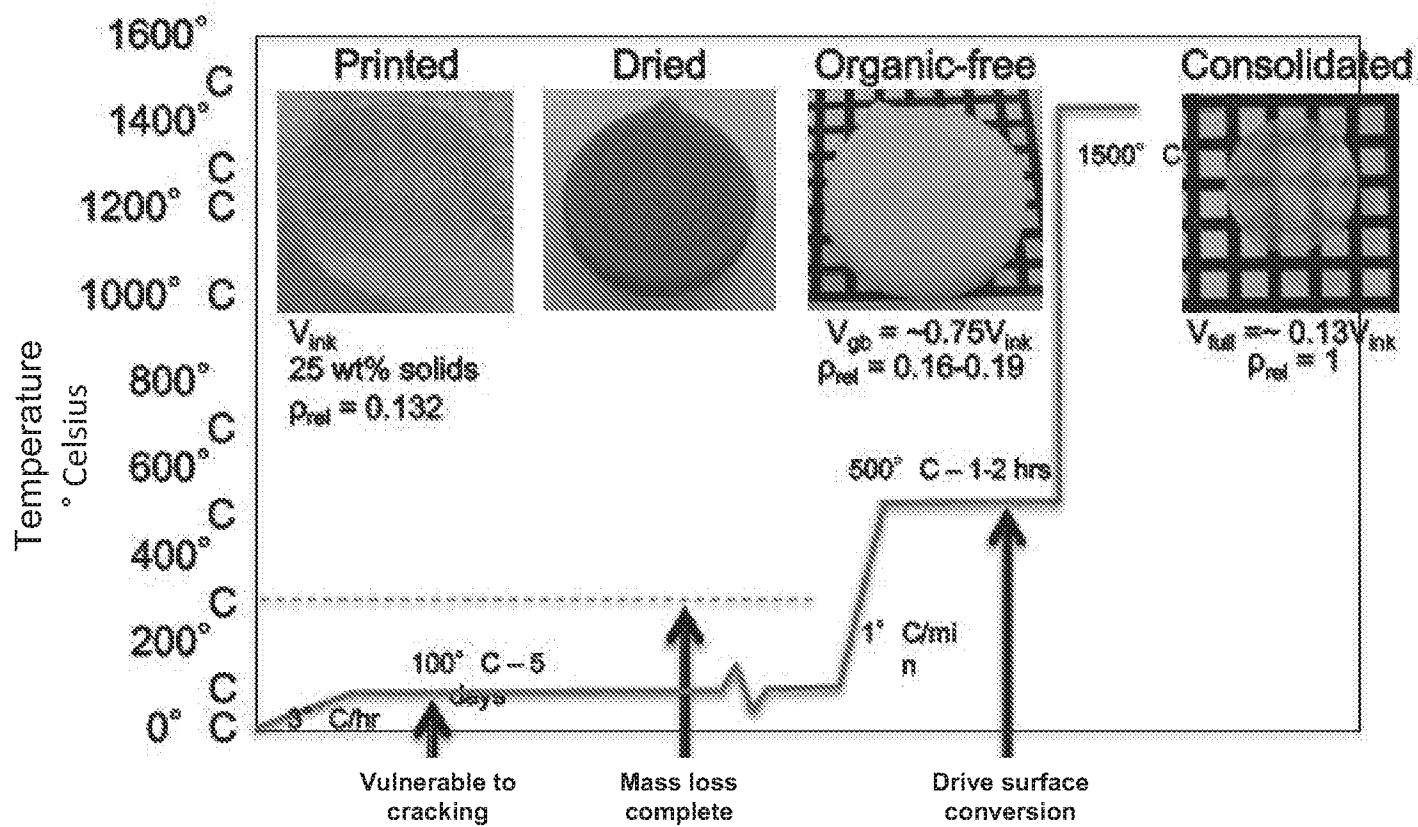 1600°
C
1400°
C
1200° C
1000° C
800°
C
600°
C
400°
C
200°
C
0° C
Temperature
° Celsius
Printed
Dried
Organic-free
Consolidated
V_ink
25 wt% solids
ρ_rel = 0.132
V_gb = ~0.75V_ink
ρ_rel = 0.16-0.19
V_full =~ 0.13V_ink
ρ_rel = 1
1500° C
500° C – 1-2 hrs
1° C/mi
n
100° C – 5
days
3° C/hr
Vulnerable to
cracking
Mass loss
complete
Drive surface
conversion